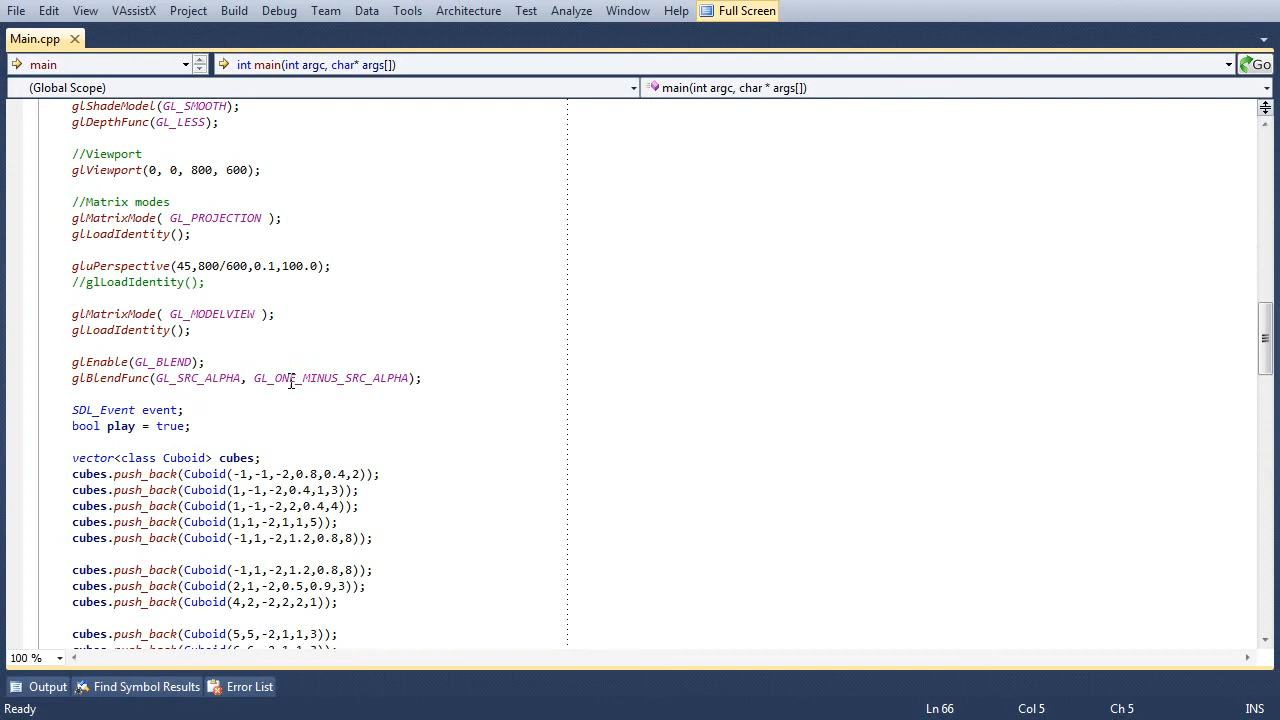 File Edit View VAssistX Project Build Debug Team Data Tools Architecture Test Analyze Window Help Full Screen
Main.cpp
main int main(int argc, char* args[]) Go
(Global Scope) main(int argc, char * args[])
glShadeModel(GL_SMOOTH);
glDepthFunc(GL_LESS);
//Viewport
glViewport(0, 0, 800, 600);
//Matrix modes
glMatrixMode( GL_PROJECTION );
glLoadIdentity();
gluPerspective(45,800/600,0.1,100.0);
//glLoadIdentity();
glMatrixMode( GL_MODELVIEW );
glLoadIdentity();
glEnable(GL_BLEND);
glBlendFunc(GL_SRC_ALPHA, GL_ONE_MINUS_SRC_ALPHA);
SDL_Event event;
bool play = true;
vector<class Cuboid> cubes;
cubes.push_back(Cuboid(-1,-1,-2,0.8,0.4,2));
cubes.push_back(Cuboid(1,-1,-2,0.4,1,3));
cubes.push_back(Cuboid(1,-1,-2,2,0.4,4));
cubes.push_back(Cuboid(1,1,-2,1,1,5));
cubes.push_back(Cuboid(-1,1,-2,1.2,0.8,8));
cubes.push_back(Cuboid(-1,1,-2,1.2,0.8,8));
cubes.push_back(Cuboid(2,1,-2,0.5,0.9,3));
cubes.push_back(Cuboid(4,2,-2,2,2,1));
cubes.push_back(Cuboid(5,5,-2,1,1,3));
100 %
Output Find Symbol Results Error List
Ready Ln 66 Col 5 Ch 5 INS